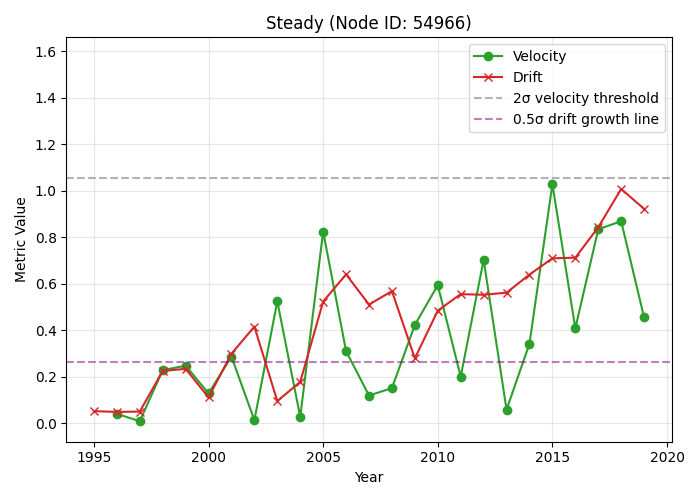 Steady (Node ID: 54966)
Velocity
Drift
2σ velocity threshold
0.5σ drift growth line
Metric Value
1.6
1.4
1.2
1.0
0.8
0.6
0.4
0.2
0.0
1995
2000
2005
2010
2015
2020
Year